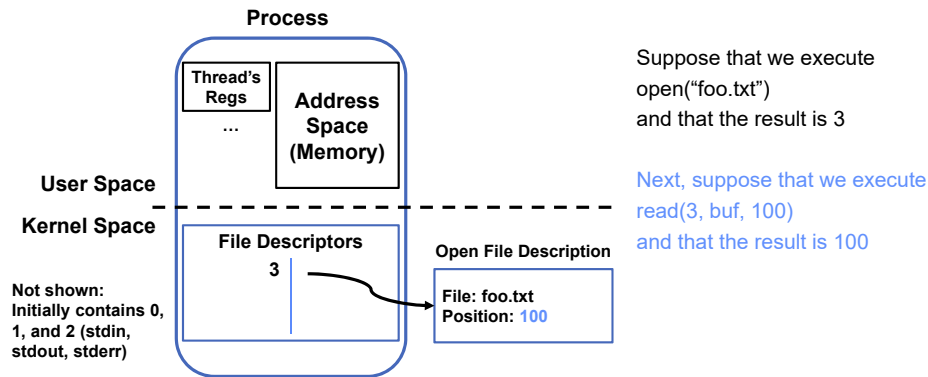 Process
Thread's
Regs
...
Address
Space
(Memory)
User Space
Kernel Space
File Descriptors
3
Not shown:
Initially contains 0,
1, and 2 (stdin,
stdout, stderr)
Open File Description
File: foo.txt
Position: 100
Suppose that we execute
open(“foo.txt”)
and that the result is 3
Next, suppose that we execute
read(3, buf, 100)
and that the result is 100